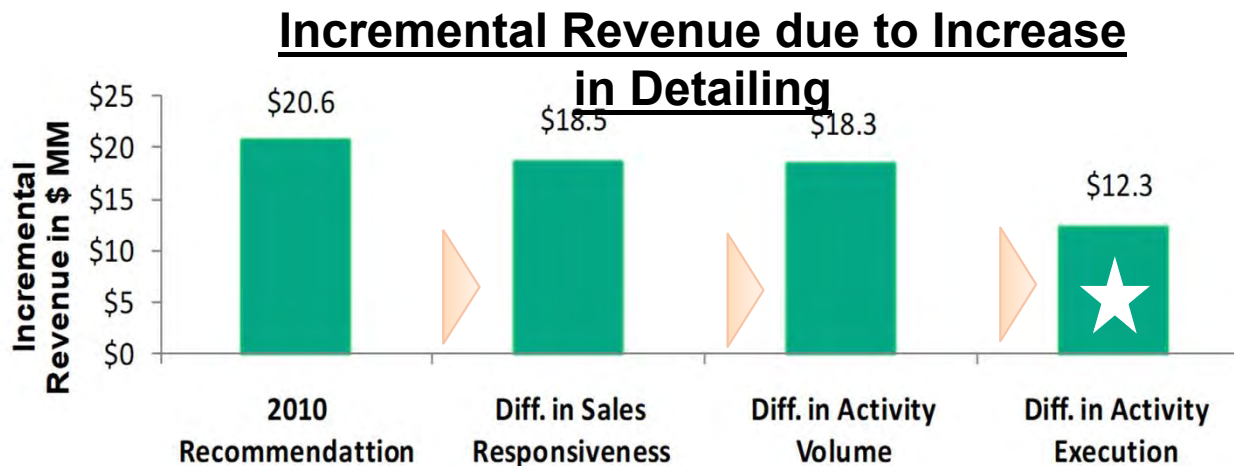 Incremental Revenue due to Increase
in Detailing
Incremental
Revenue in $ MM
$25
$20
$15
$10
$5
$0
$20.6
$18.5
$18.3
$12.3
2010
Recommendattion
Diff. in Sales
Responsiveness
Diff. in Activity
Volume
Diff. in Activity
Execution